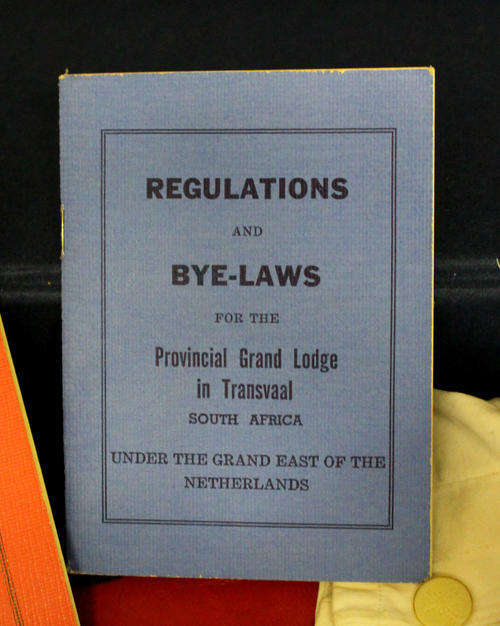 REGULATIONS
AND
BYE-LAWS
FOR THE
Provincial Grand Lodge
in Transvaal
SOUTH AFRICA
UNDER THE GRAND EAST OF THE
NETHERLANDS